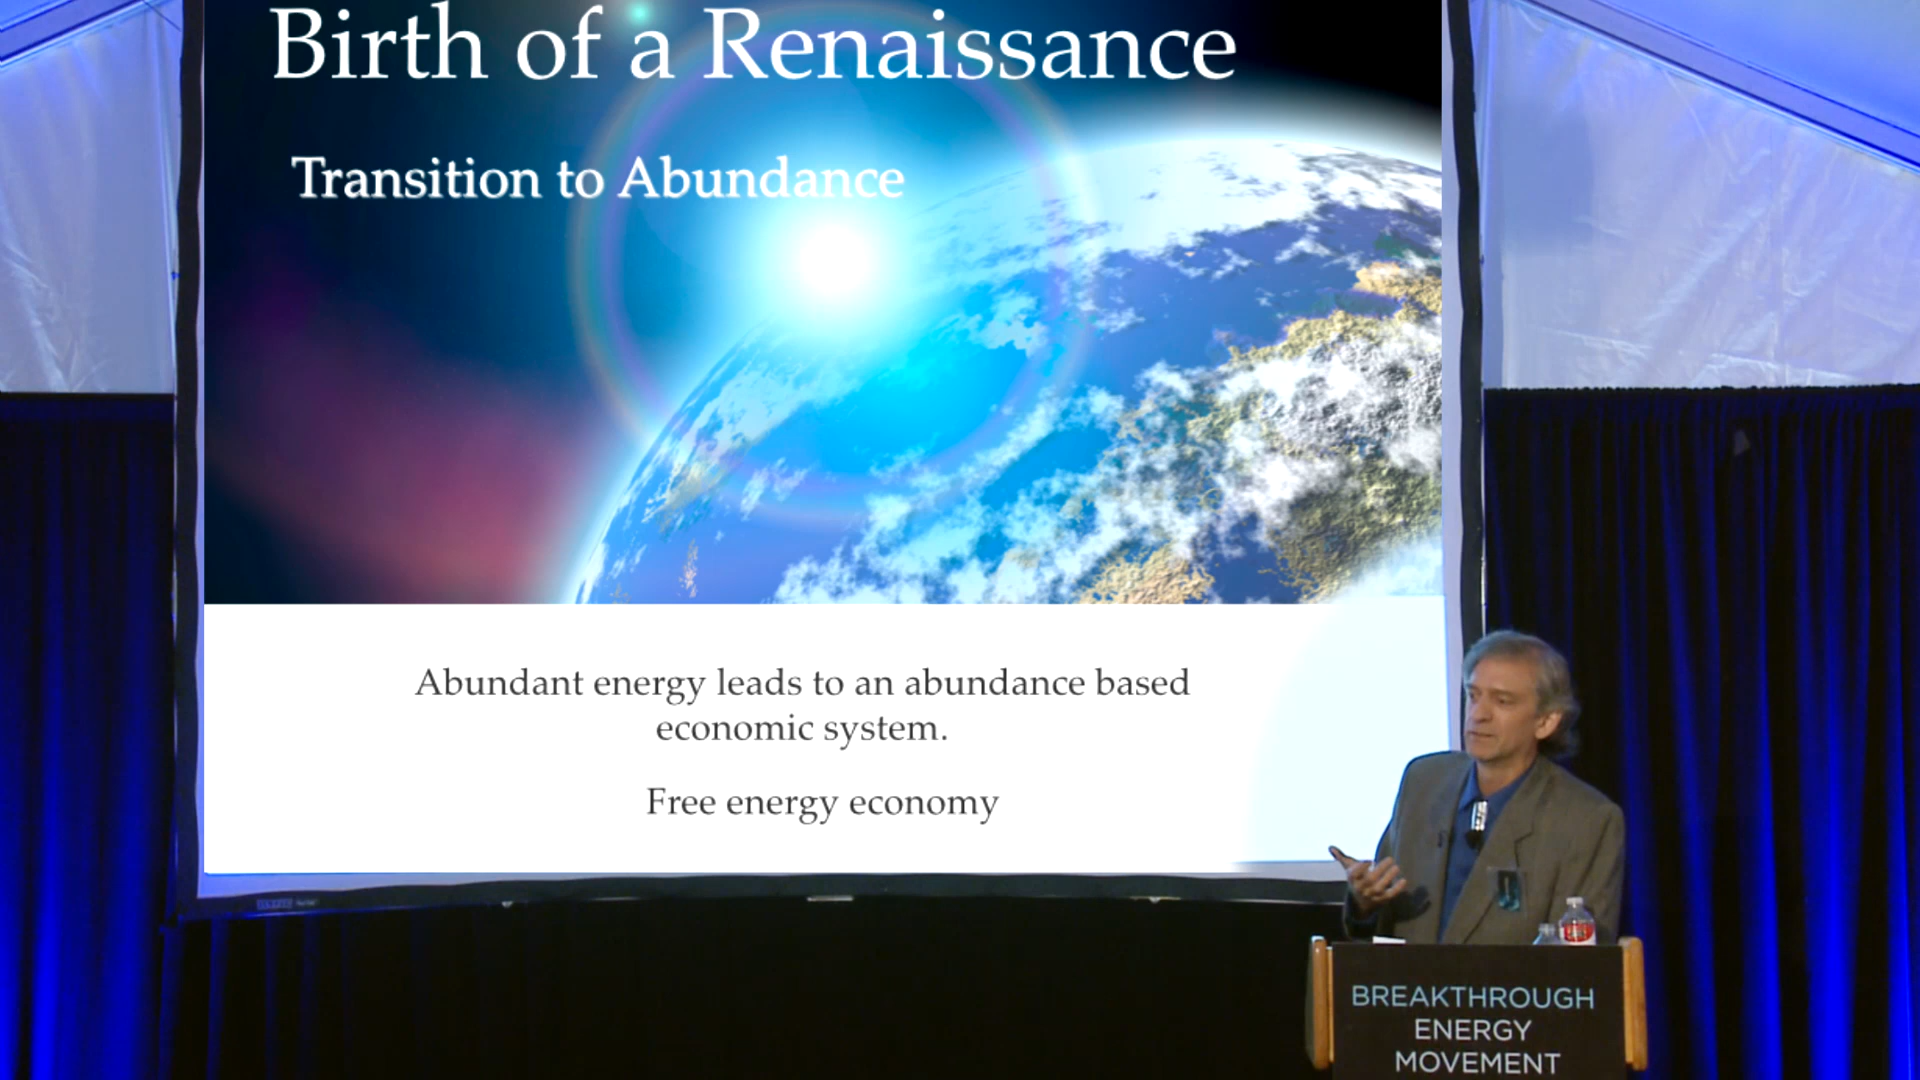 Birth of a Renaissance
Transition to Abundance
Abundant energy leads to an abundance based
economic system.
Free energy economy
BREAKTHROUGH
ENERGY
MOVEMENT